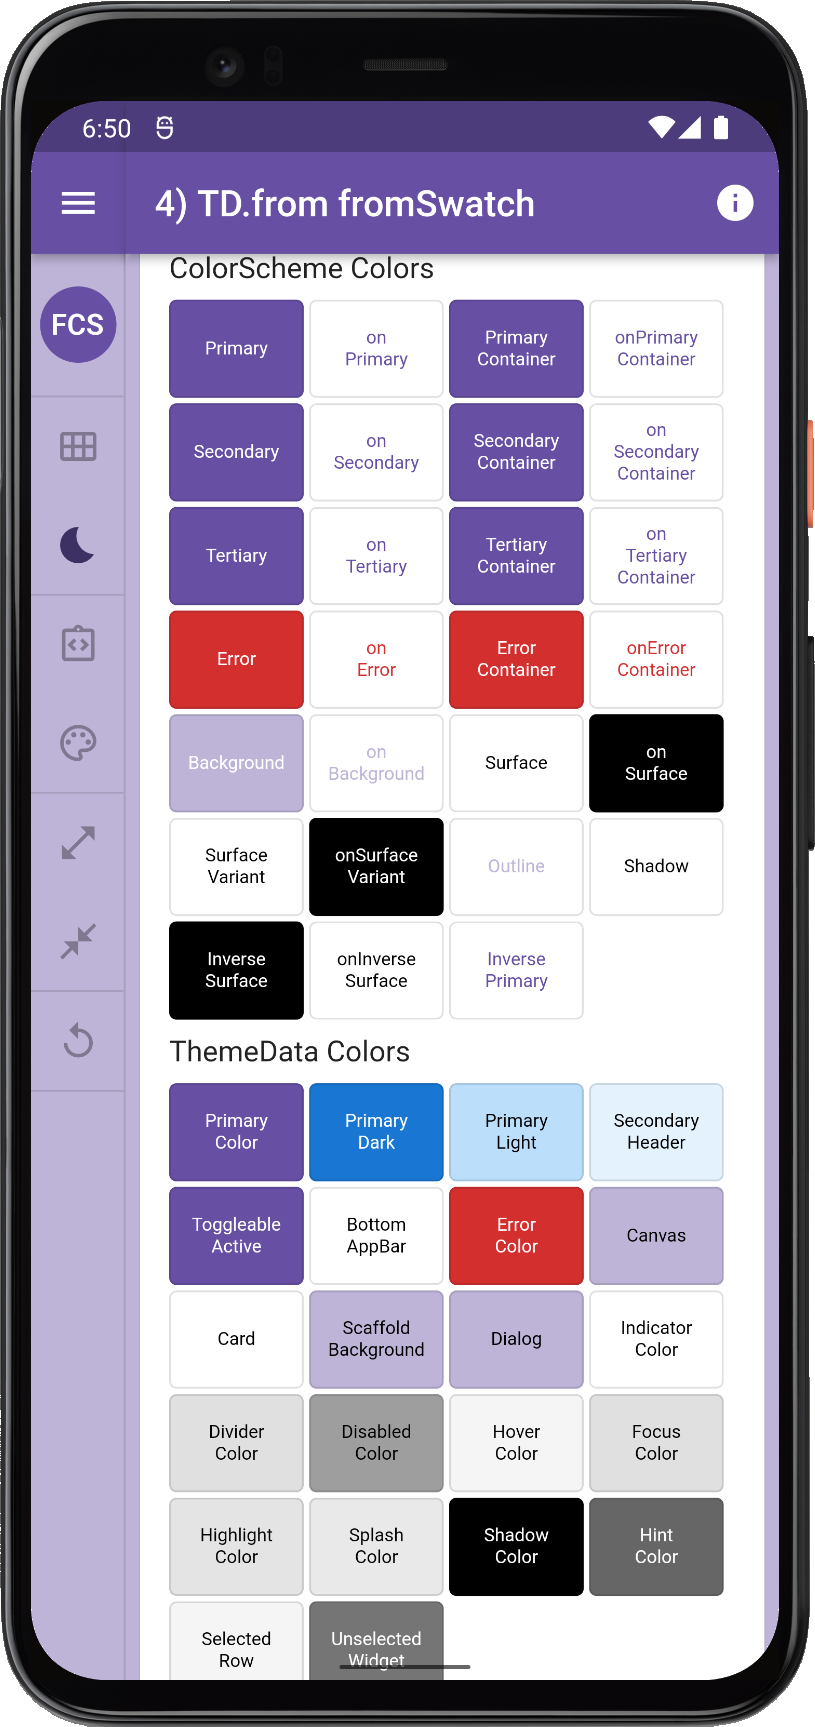 6:50
4) TD.from fromSwatch
FCS
ColorScheme Colors
Primary
on
Primary
Primary
Container
onPrimary
Container
Secondary
on
Secondary
Secondary
Container
on
Secondary
Container
Tertiary
on
Tertiary
Tertiary
Container
on
Tertiary
Container
Error
on
Error
Error
Container
onError
Container
Background
on
Background
Surface
on
Surface
Surface
Variant
onSurface
Variant
Outline
Shadow
Inverse
Surface
onInverse
Surface
Inverse
Primary
ThemeData Colors
Primary
Color
Primary
Dark
Primary
Light
Secondary
Header
Toggleable
Active
Bottom
AppBar
Error
Color
Canvas
Card
Scaffold
Background
Dialog
Indicator
Color
Divider
Color
Disabled
Color
Hover
Color
Focus
Color
Highlight
Color
Splash
Color
Shadow
Color
Hint
Color
Selected
Row
Unselected
Widget